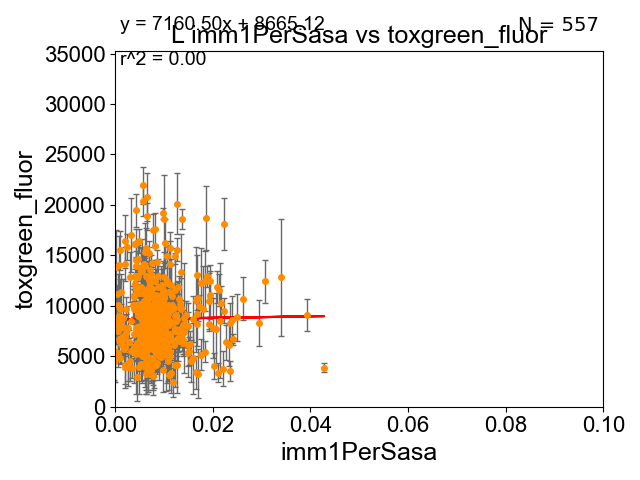 y = 7160.50x + 8665.12
N = 557
L imm1PerSasa vs toxgreen_fluor
r^2 = 0.00
35000
30000
25000
20000
15000
10000
5000
0
toxgreen_fluor
0.00 0.02 0.04 0.06 0.08 0.10
imm1PerSasa